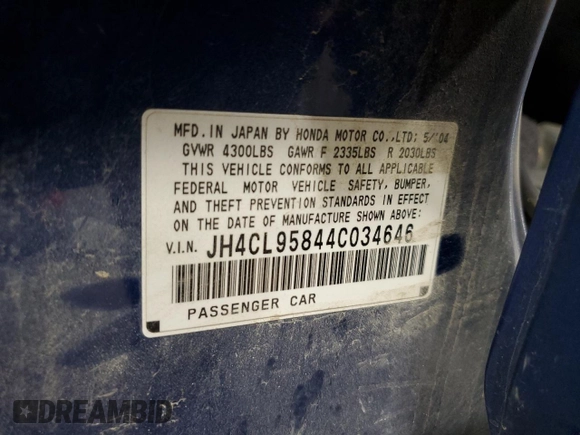 MFD. IN JAPAN BY HONDA MOTOR CO., LTD; 5/'04
GVWR 4300LBS GAWR F 2335LBS R 2030LBS
THIS VEHICLE CONFORMS TO ALL APPLICABLE
FEDERAL MOTOR VEHICLE SAFETY, BUMPER,
AND THEFT PREVENTION STANDARDS IN EFFECT
ON THE DATE OF MANUFACTURE SHOWN ABOVE:
V.I.N. JH4CL95844C034646
PASSENGER CAR
DREAMBID